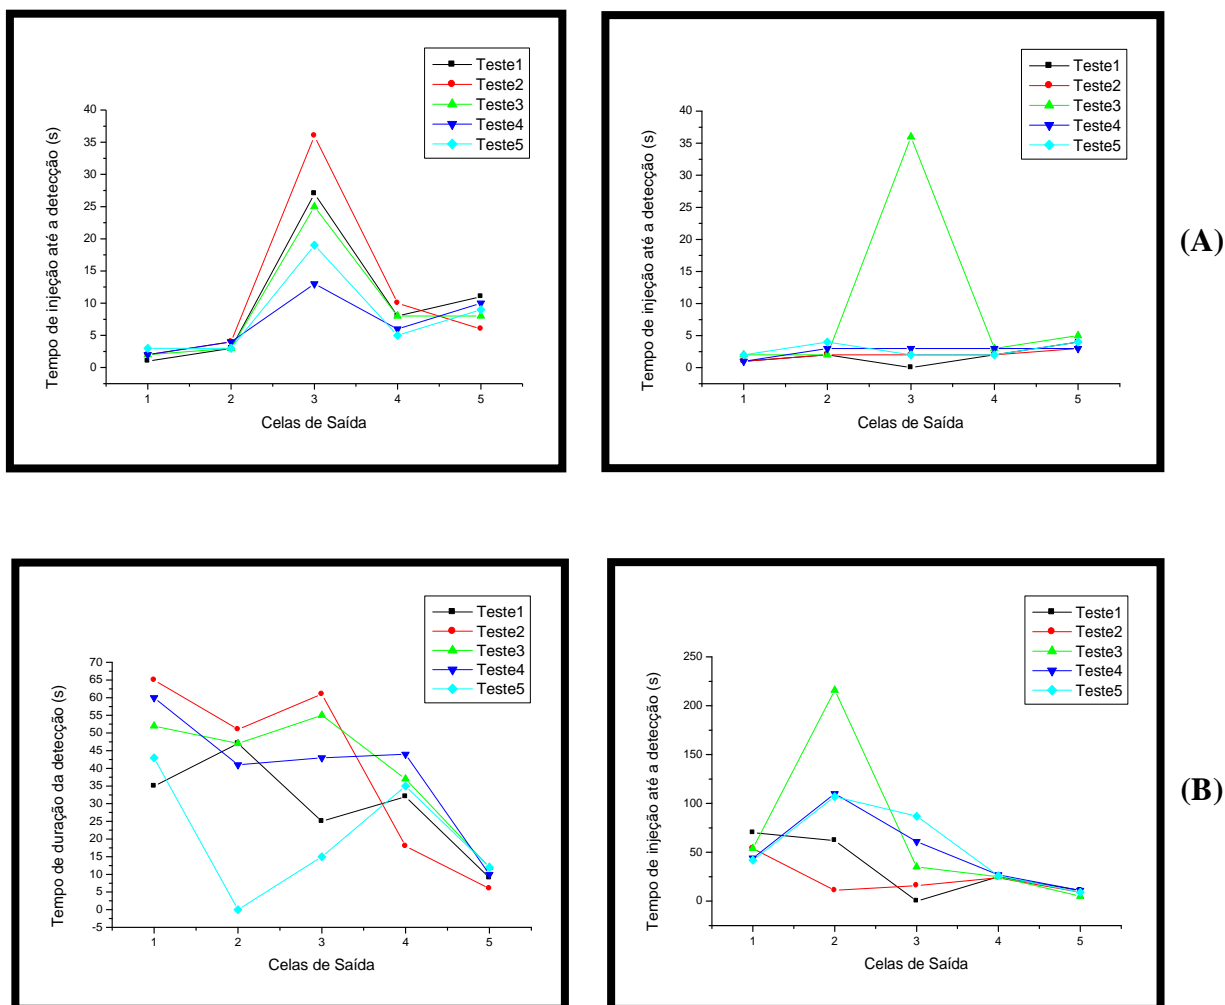 Teste1
Teste2
Teste3
Teste4
Teste5
40
35
30
25
20
15
10
5
0
Tempo de injeção até a detecção (s)
1 2 3 4 5
Celas de Saída
Teste1
Teste2
Teste3
Teste4
Teste5
40
35
30
25
20
15
10
5
0
Tempo de injeção até a detecção (s)
1 2 3 4 5
Celas de Saída
(A)
Teste1
Teste2
Teste3
Teste4
Teste5
70
65
60
55
50
45
40
35
30
25
20
15
10
5
0
-5
Tempo de duração da detecção (s)
1 2 3 4 5
Celas de Saída
Teste1
Teste2
Teste3
Teste4
Teste5
250
200
150
100
50
0
Tempo de injeção até a detecção (s)
1 2 3 4 5
Celas de Saída
(B)